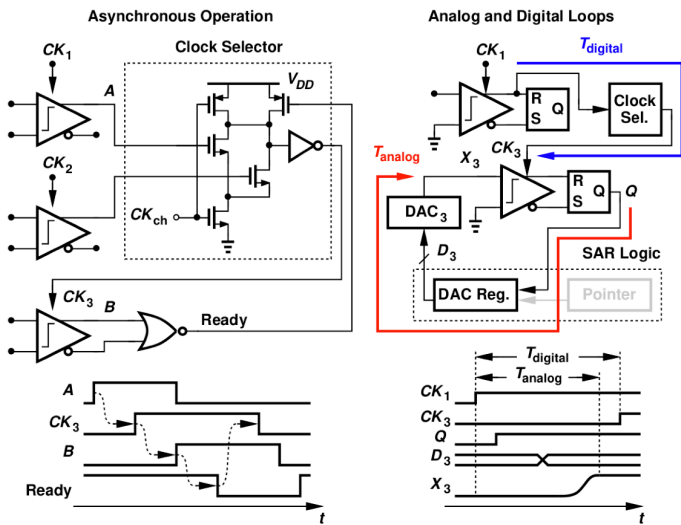 Asynchronous Operation
Clock Selector
CK1
A
VDD
CK2
CKch
CK3
B
Ready
A
CK3
B
Ready
t
Analog and Digital Loops
CK1
Tdigital
R
S
Q
Clock
Sel.
Tanalog
X3
CK3
R
S
Q
Q
DAC3
D3
SAR Logic
DAC Reg.
Pointer
Tdigital
Tanalog
CK1
CK3
Q
D3
X3
t